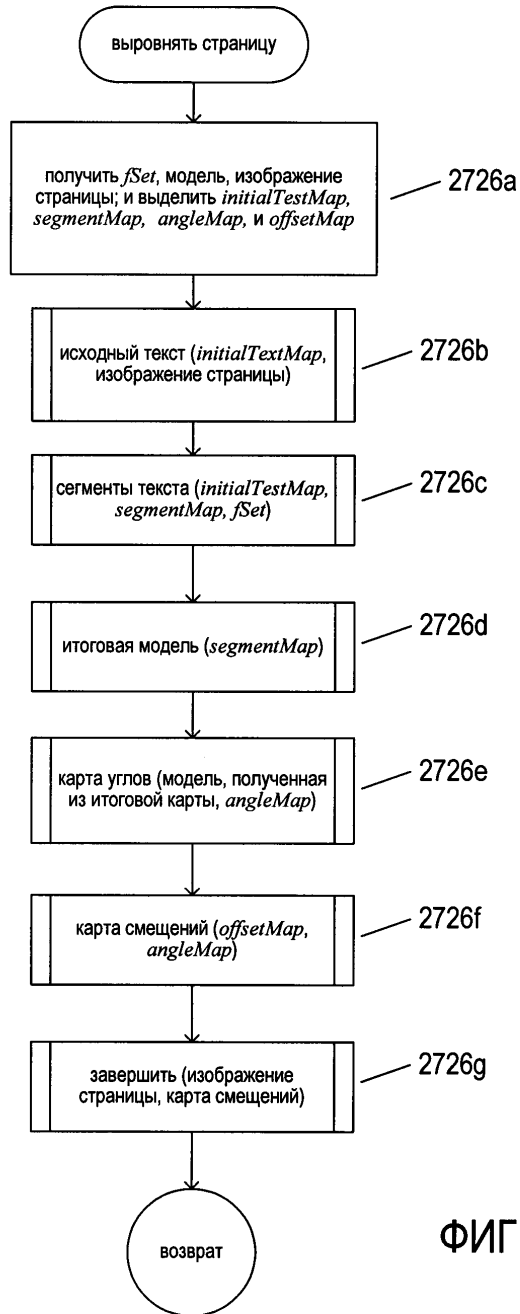 выровнять страницу
получить fSet, модель, изображение
страницы; и выделить initialTestMap,
segmentMap, angleMap, и offsetMap
2726a
исходный текст (initialTextMap,
изображение страницы)
2726b
сегменты текста (initialTestMap,
segmentMap, fSet)
2726c
итоговая модель (segmentMap)
2726d
карта углов (модель, полученная
из итоговой карты, angleMap)
2726e
карта смещений (offsetMap,
angleMap)
2726f
завершить (изображение
страницы, карта смещений)
2726g
возврат
ФИГ